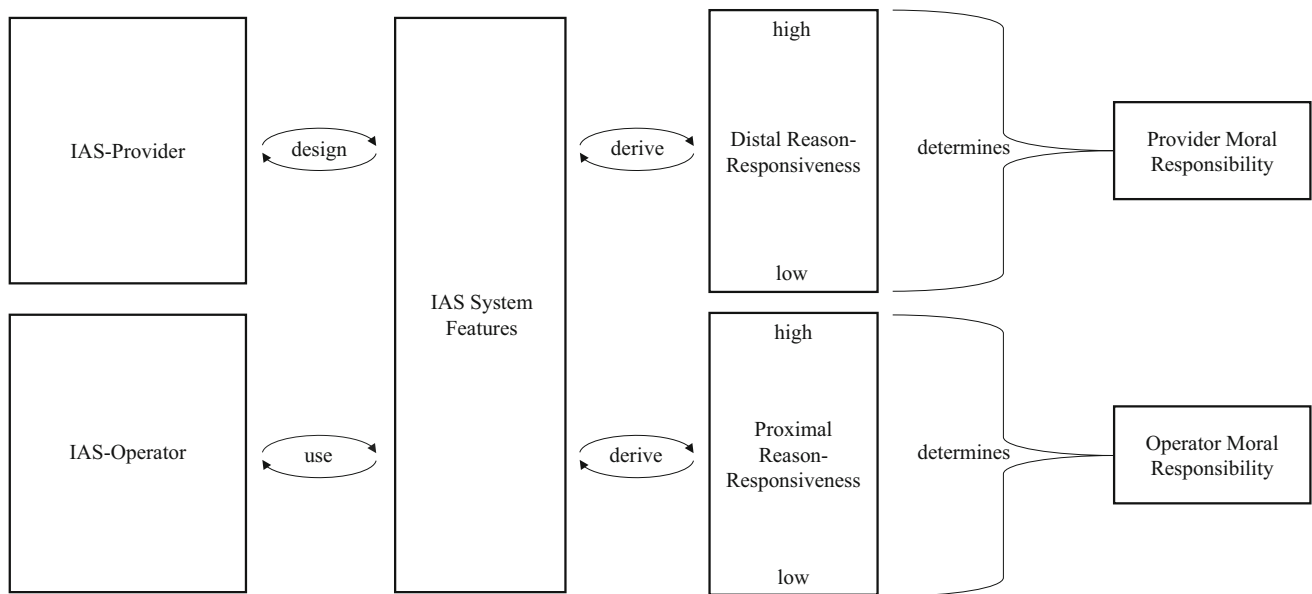 IAS-Provider
design
IAS System
Features
derive
high
Distal Reason-
Responsiveness
low
determines
Provider Moral
Responsibility
IAS-Operator
use
derive
high
Proximal
Reason-
Responsiveness
low
determines
Operator Moral
Responsibility